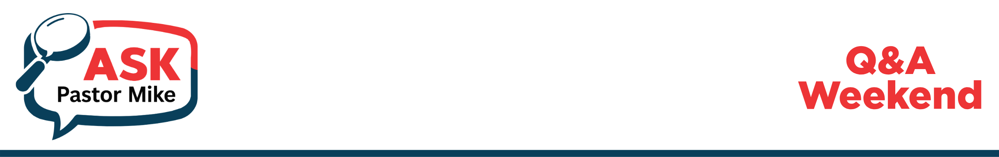 ASK
Pastor Mike
Q&A
Weekend